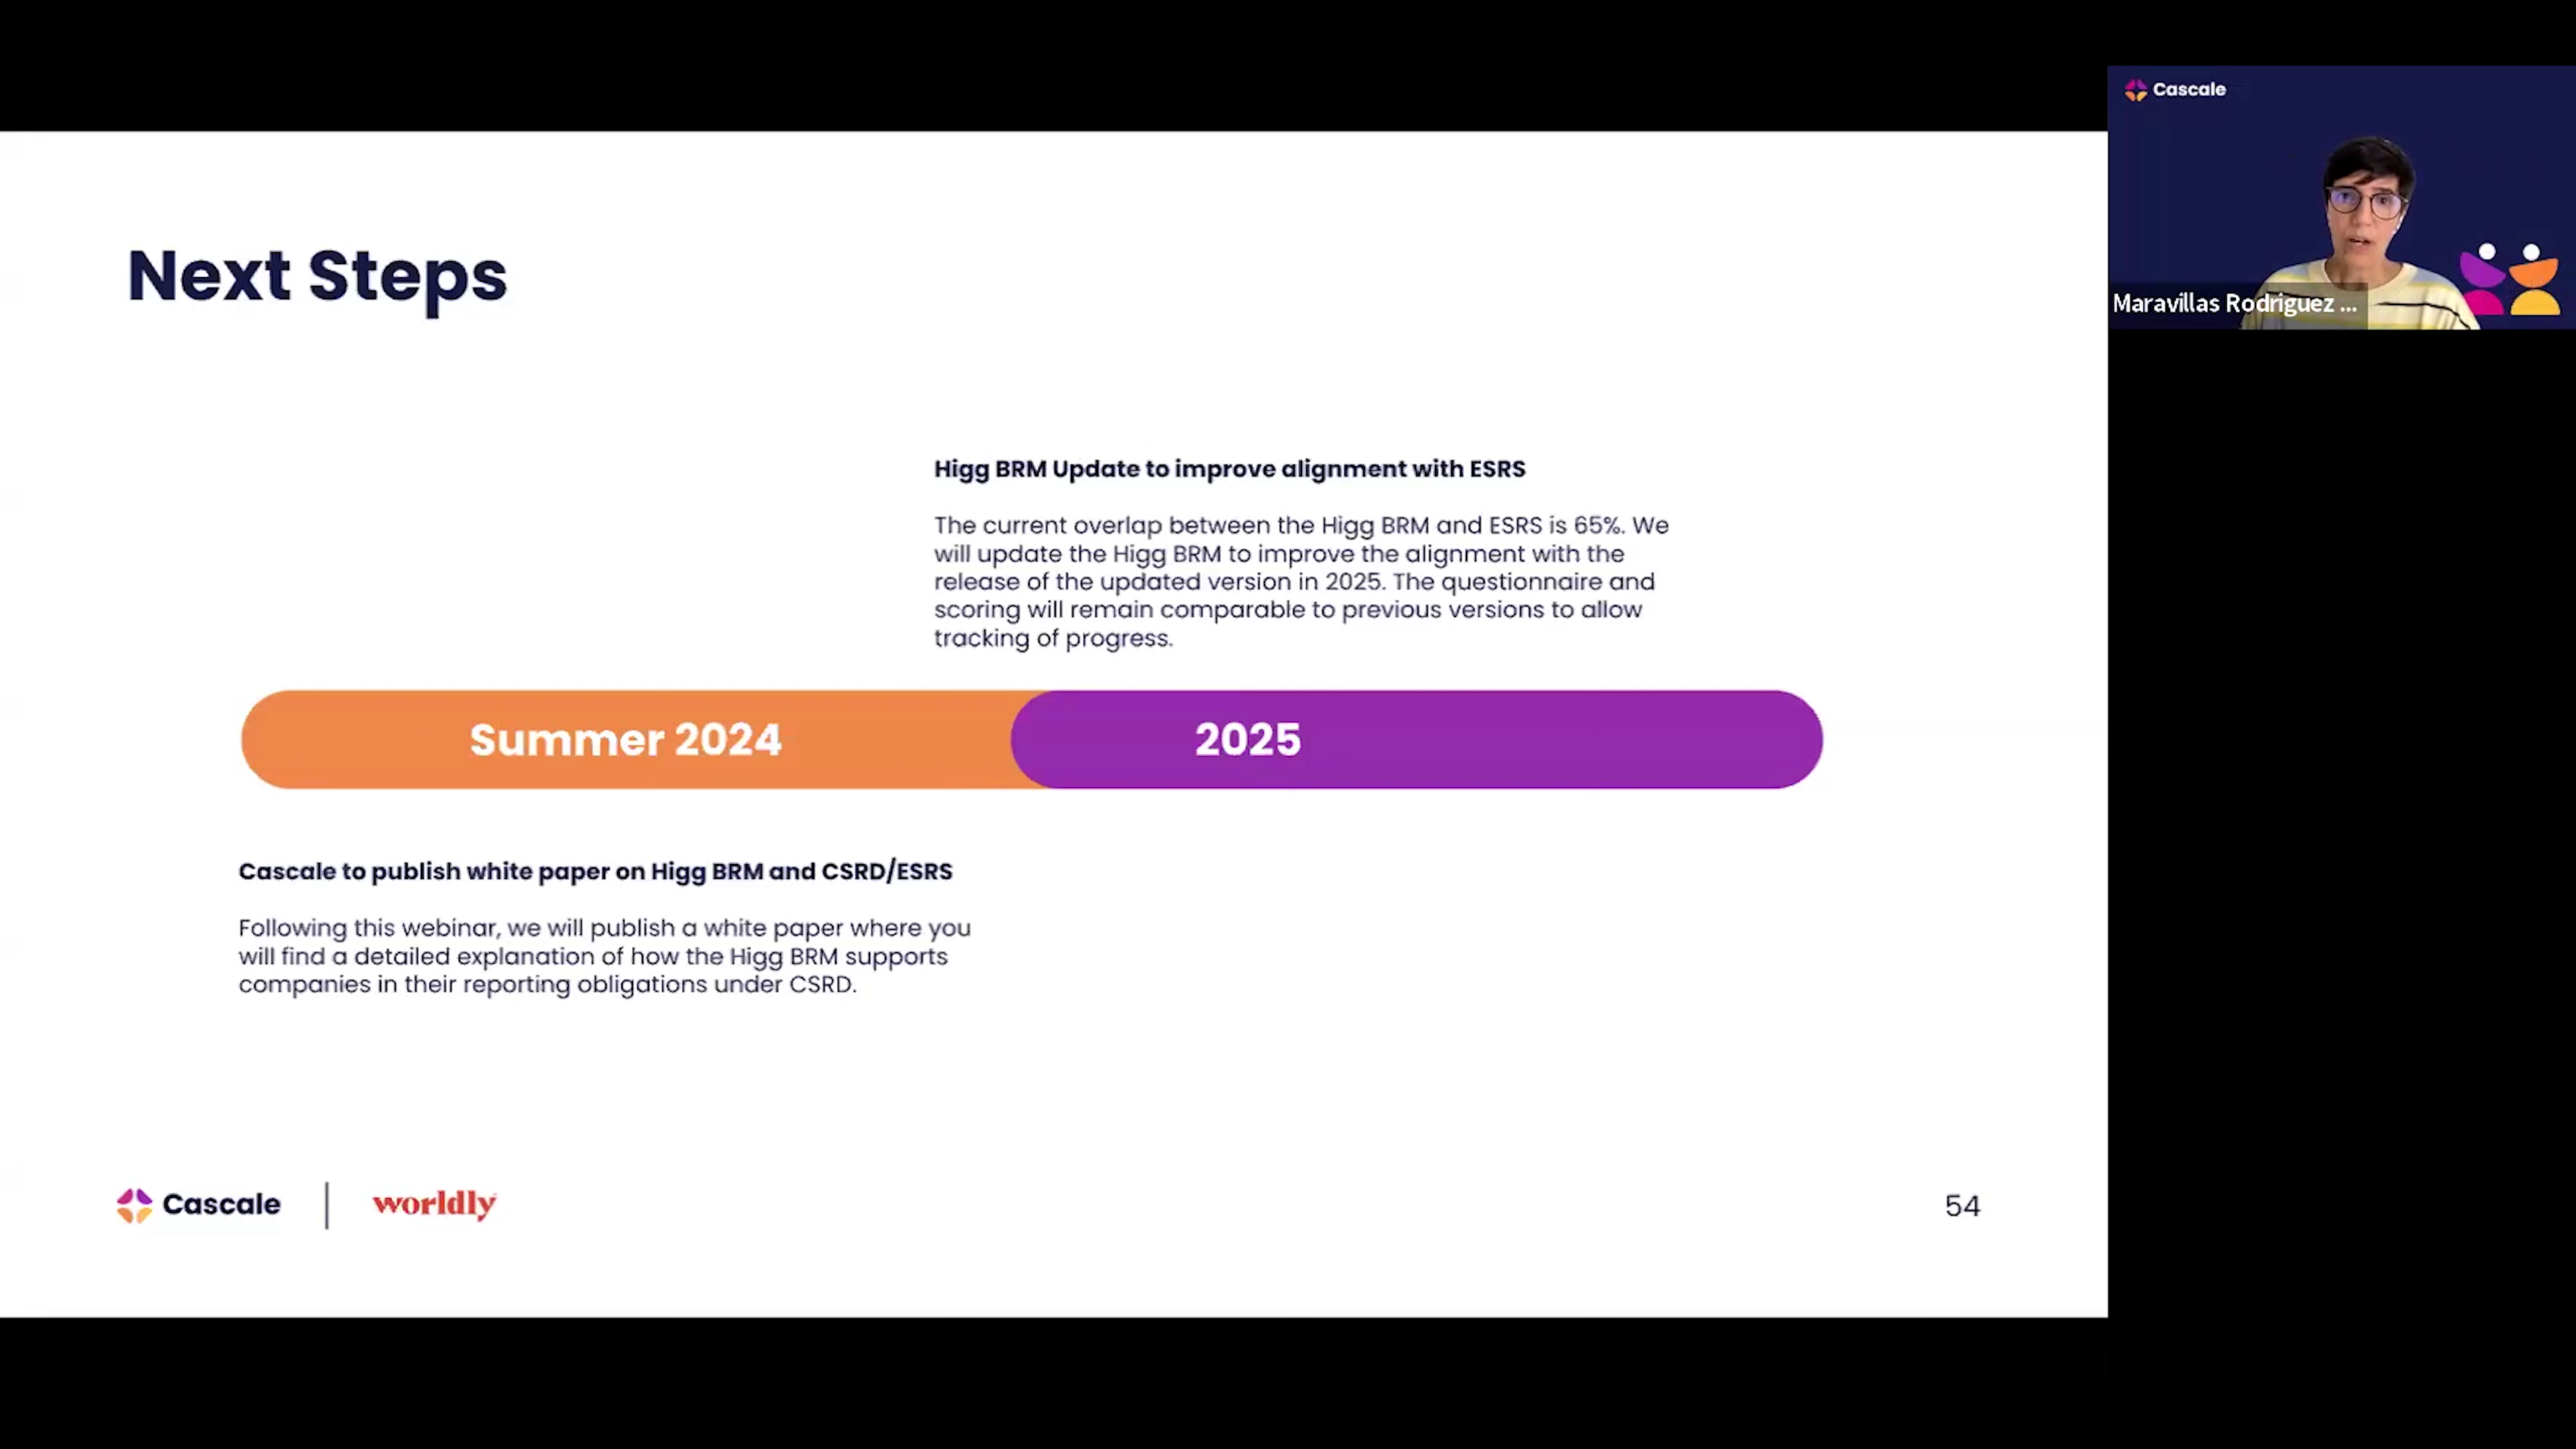 Cascale
Maravillas Rodriguez ...
Next Steps
Higg BRM Update to improve alignment with ESRS
The current overlap between the Higg BRM and ESRS is 65%. We
will update the Higg BRM to improve the alignment with the
release of the updated version in 2025. The questionnaire and
scoring will remain comparable to previous versions to allow
tracking of progress.
Summer 2024
2025
Cascale to publish white paper on Higg BRM and CSRD/ESRS
Following this webinar, we will publish a white paper where you
will find a detailed explanation of how the Higg BRM supports
companies in their reporting obligations under CSRD.
Cascale
worldly
54